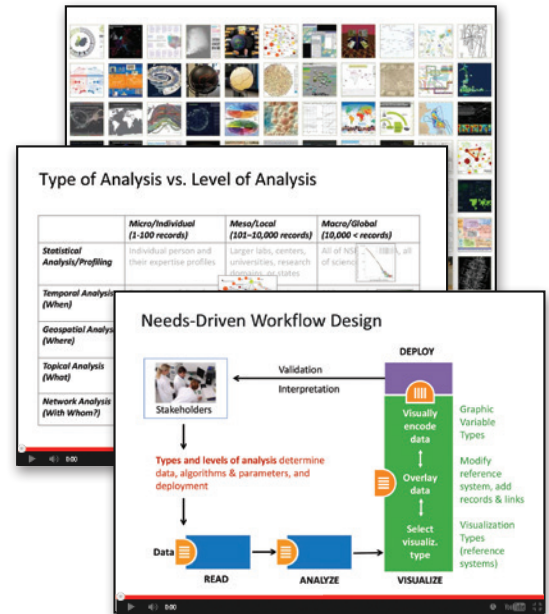 Type of Analysis vs. Level of Analysis
Micro/Individual
(1-100 records)
Meso/Local
(101–10,000 records)
Macro/Global
(10,000 < records)
Statistical
Analysis/Profiling
Individual person and
their expertise profiles
Larger labs, centers,
universities, research
domains, or states
All of NSF, all
of science
Temporal Analysis
(When)
Geospatial Analysis
(Where)
Topical Analysis
(What)
Network Analysis
(With Whom?)
0:00
Needs-Driven Workflow Design
DEPLOY
Validation
Interpretation
Stakeholders
Visually
encode
data
Graphic
Variable
Types
Types and levels of analysis determine
data, algorithms & parameters, and
deployment
Overlay
data
Modify
reference
system, add
records & links
Select
visualiz.
type
Visualization
Types
(reference
systems)
Data
READ
ANALYZE
VISUALIZE
0:00